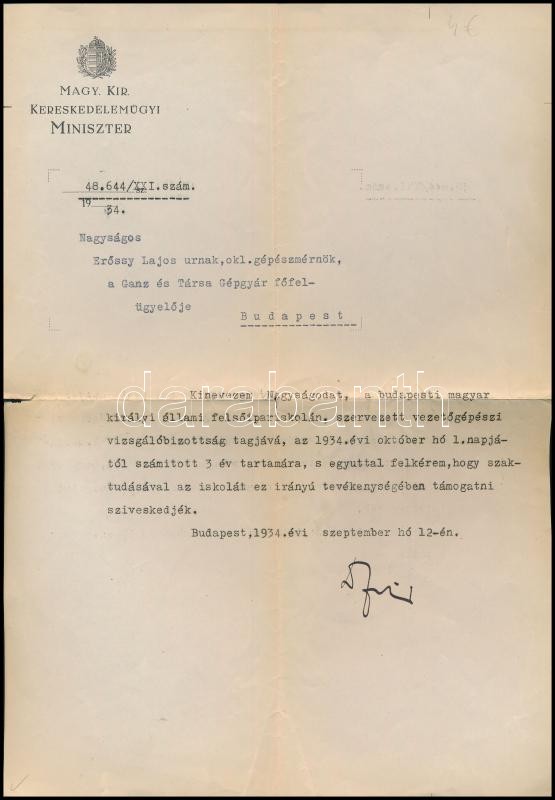 4€
MAGY. KIR.
KERESKEDELEMÜGYI
MINISZTER
48.644/XXI.szám.
1934.
Nagyságos
Erőssy Lajos urnak,okl.gépészmérnök,
a Ganz és Társa Gépgyár főfel-
ügyelője
Budapest
darabanth
Kinevezem Nagyságodat, a budapesti magyar
királyi állami felsőipariskolán. szervezett vezetőgépészi
vizsgálóbizottság tagjává, az 1934.évi október hó 1.napjá-
tól számitott 3 év tartamára, s egyuttal felkérem,hogy szak-
tudásával az iskolát ez irányú tevékenységében támogatni
sziveskedjék.
Budapest,1934.évi szeptember hó 12-én.